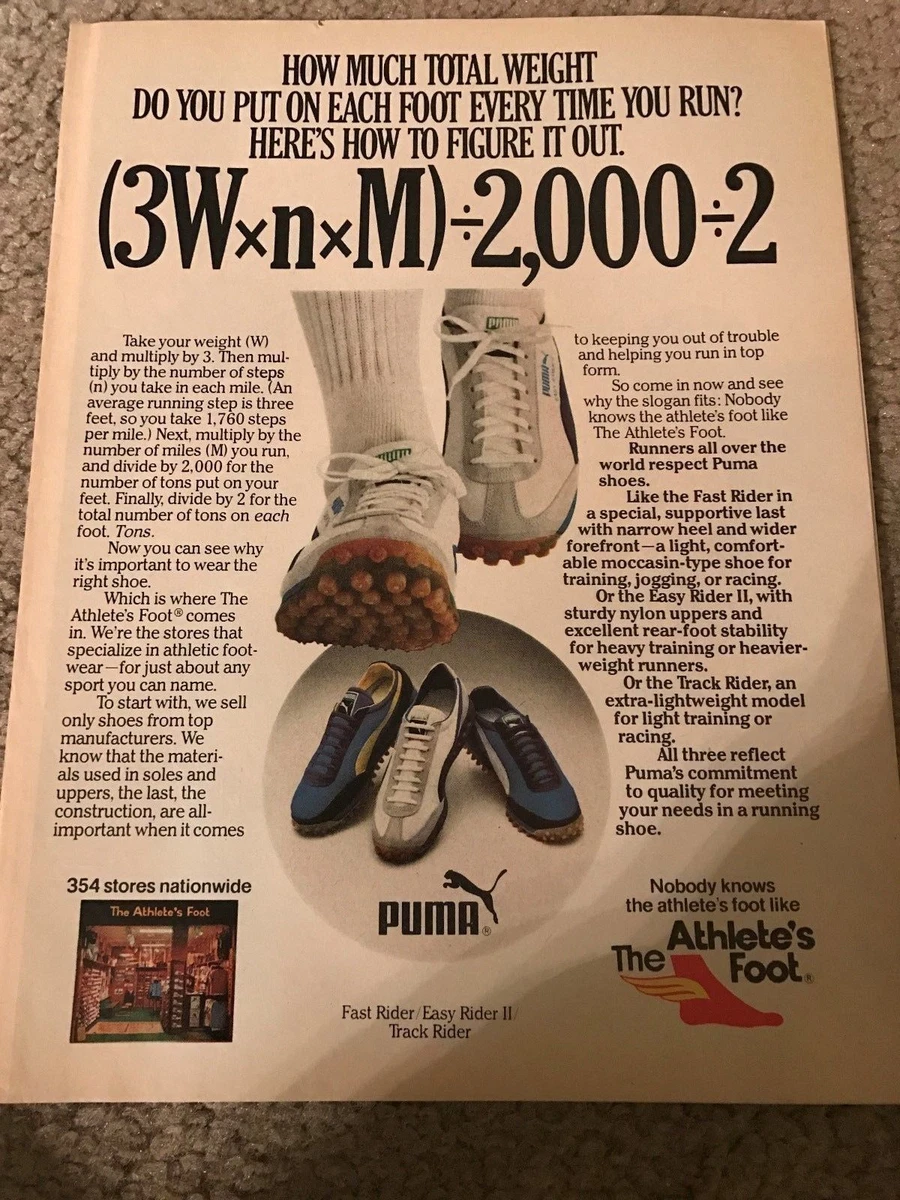 HOW MUCH TOTAL WEIGHT
DO YOU PUT ON EACH FOOT EVERY TIME YOU RUN?
HERE'S HOW TO FIGURE IT OUT.
(3W×n×M)÷2,000÷2
Take your weight (W)
and multiply by 3. Then mul-
tiply by the number of steps
(n) you take in each mile. (An
average running step is three
feet, so you take 1,760 steps
per mile.) Next, multiply by the
number of miles (M) you run,
and divide by 2,000 for the
number of tons put on your
feet. Finally, divide by 2 for the
total number of tons on each
foot. Tons.
Now you can see why
it's important to wear the
right shoe.
Which is where The
Athlete's Foot® comes
in. We're the stores that
specialize in athletic foot-
wear—for just about any
sport you can name.
To start with, we sell
only shoes from top
manufacturers. We
know that the materi-
als used in soles and
uppers, the last, the
construction, are all-
important when it comes
to keeping you out of trouble
and helping you run in top
form.
So come in now and see
why the slogan fits: Nobody
knows the athlete's foot like
The Athlete's Foot.
Runners all over the
world respect Puma
shoes.
Like the Fast Rider in
a special, supportive last
with narrow heel and wider
forefront—a light, comfort-
able moccasin-type shoe for
training, jogging, or racing.
Or the Easy Rider II, with
sturdy nylon uppers and
excellent rear-foot stability
for heavy training or heavier-
weight runners.
Or the Track Rider, an
extra-lightweight model
for light training or
racing.
All three reflect
Puma's commitment
to quality for meeting
your needs in a running
shoe.
PUMA
PUMA
354 stores nationwide
The Athlete's Foot
PUMA®
Fast Rider/Easy Rider II/
Track Rider
Nobody knows
the athlete's foot like
The Athlete's
Foot®